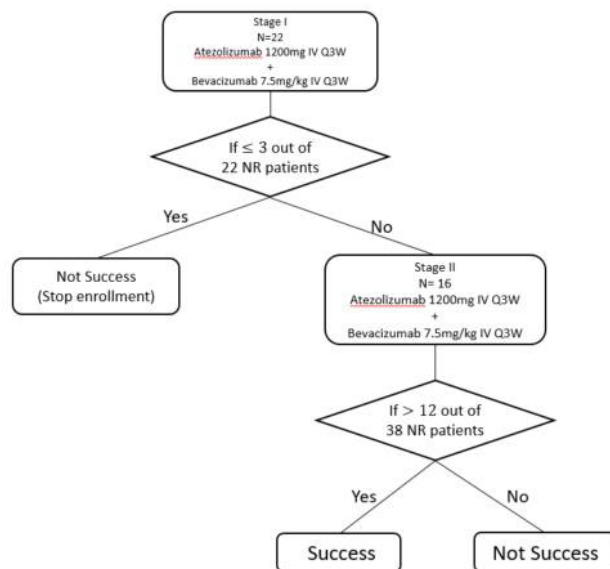 Stage I
N=22
Atezolizumab 1200mg IV Q3W
+
Bevacizumab 7.5mg/kg IV Q3W
If ≤ 3 out of
22 NR patients
Yes
No
Not Success
(Stop enrollment)
Stage II
N= 16
Atezolizumab 1200mg IV Q3W
+
Bevacizumab 7.5mg/kg IV Q3W
If > 12 out of
38 NR patients
Yes
No
Success
Not Success